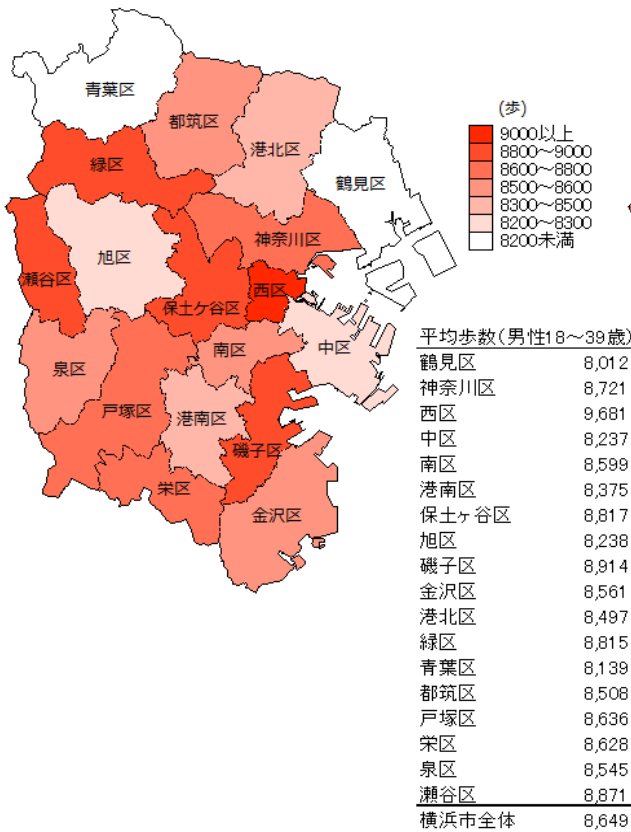 青葉区
都筑区
港北区
緑区
鶴見区
旭区
神奈川区
瀬谷区
保土ケ谷区
西区
中区
南区
泉区
戸塚区
港南区
磯子区
栄区
金沢区
(歩)
9000以上
8800～9000
8600～8800
8500～8600
8300～8500
8200～8300
8200未満
平均歩数(男性18～39歳)
鶴見区 8,012
神奈川区 8,721
西区 9,681
中区 8,237
南区 8,599
港南区 8,375
保土ヶ谷区 8,817
旭区 8,238
磯子区 8,914
金沢区 8,561
港北区 8,497
緑区 8,815
青葉区 8,139
都筑区 8,508
戸塚区 8,636
栄区 8,628
泉区 8,545
瀬谷区 8,871
横浜市全体 8,649